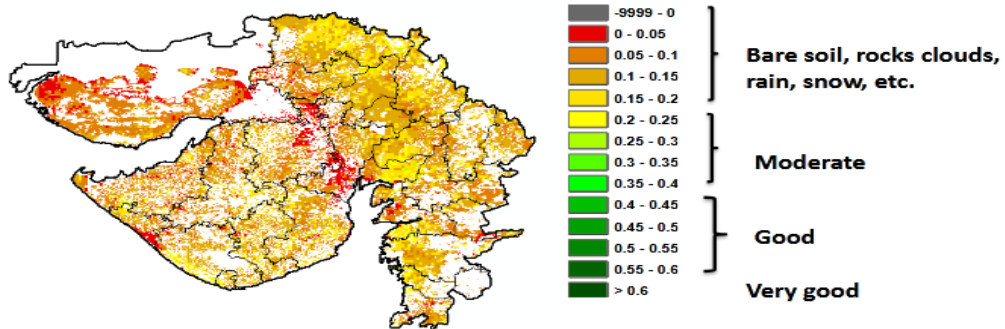 -9999 - 0
0 - 0.05
0.05 - 0.1
0.1 - 0.15
0.15 - 0.2
0.2 - 0.25
0.25 - 0.3
0.3 - 0.35
0.35 - 0.4
0.4 - 0.45
0.45 - 0.5
0.5 - 0.55
0.55 - 0.6
> 0.6
Bare soil, rocks clouds,
rain, snow, etc.
Moderate
Good
Very good